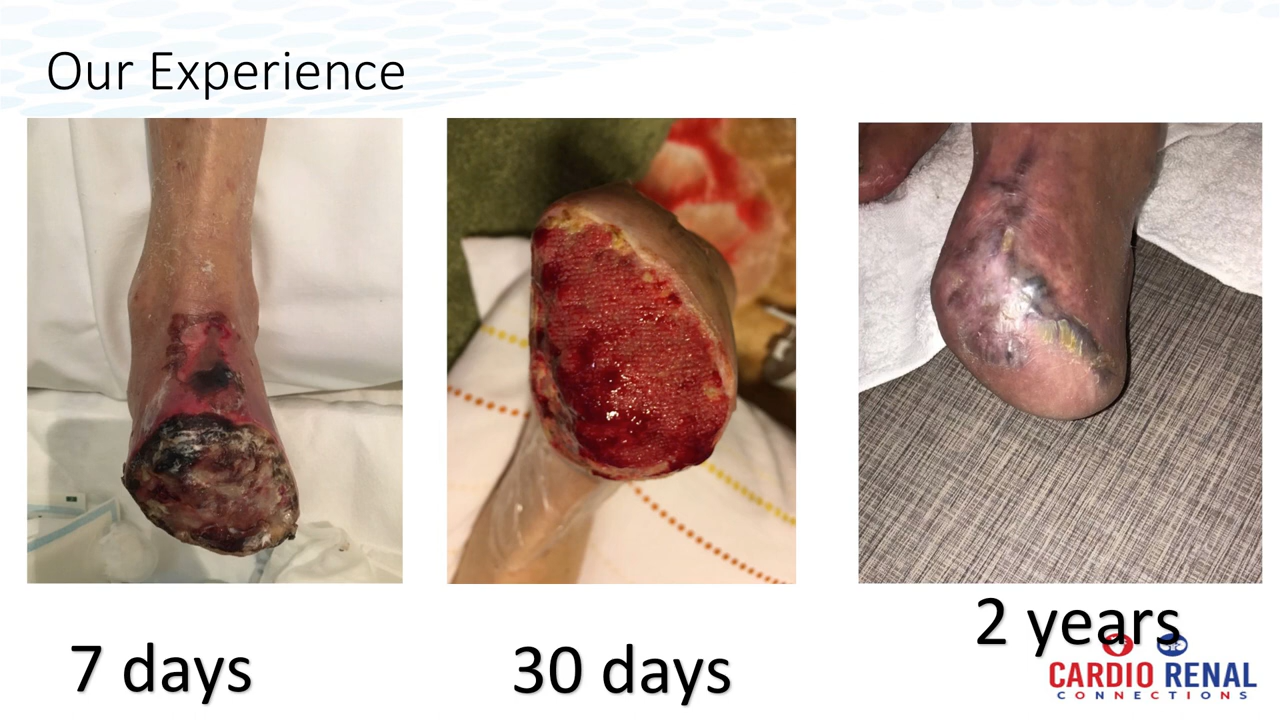 Our Experience
7 days
30 days
2 years
CARDIO RENAL
CONNECTIONS